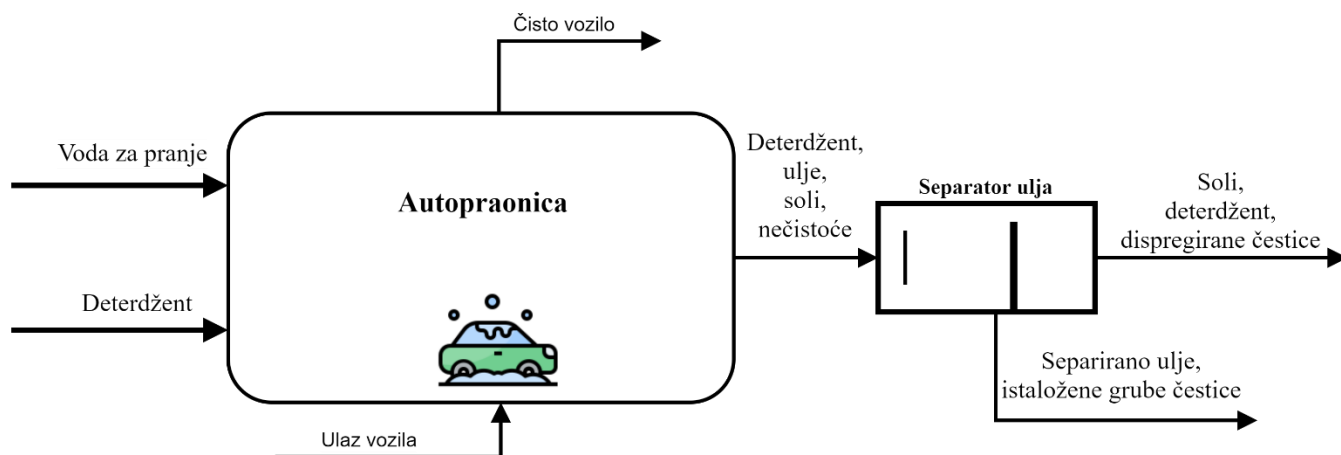 Čisto vozilo
Voda za pranje
Deterdžent
Autopraonica
Ulaz vozila
Deterdžent,
ulje,
soli,
nečistoće
Separator ulja
Soli,
deterdžent,
dispregirane čestice
Separirano ulje,
istaložene grube čestice